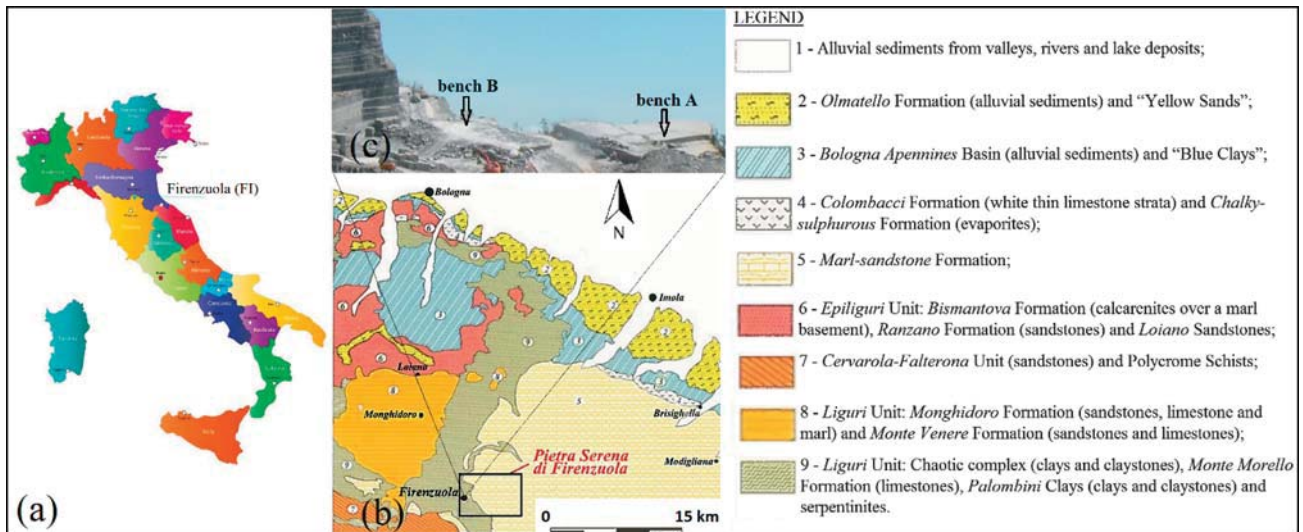 Firenzuola (FI)
(a)
bench B
bench A
(c)
Bologna
N
Imola
Loiano
Monghidoro
Brisighella
Modigliana
Pietra Serena
di Firenzuola
Firenzuola
(b)
0 15 km
LEGEND
1 - Alluvial sediments from valleys, rivers and lake deposits;
2 - Olmatello Formation (alluvial sediments) and “Yellow Sands”;
3 - Bologna Apennines Basin (alluvial sediments) and “Blue Clays”;
4 - Colombacci Formation (white thin limestone strata) and Chalky-
sulphurous Formation (evaporites);
5 - Marl-sandstone Formation;
6 - Epiliguri Unit: Bismantova Formation (calcarenites over a marl
basement), Ranzano Formation (sandstones) and Loiano Sandstones;
7 - Cervarola-Falterona Unit (sandstones) and Polycrome Schists;
8 - Liguri Unit: Monghidoro Formation (sandstones, limestone and
marl) and Monte Venere Formation (sandstones and limestones);
9 - Liguri Unit: Chaotic complex (clays and claystones), Monte Morello
Formation (limestones), Palombini Clays (clays and claystones) and
serpentinites.